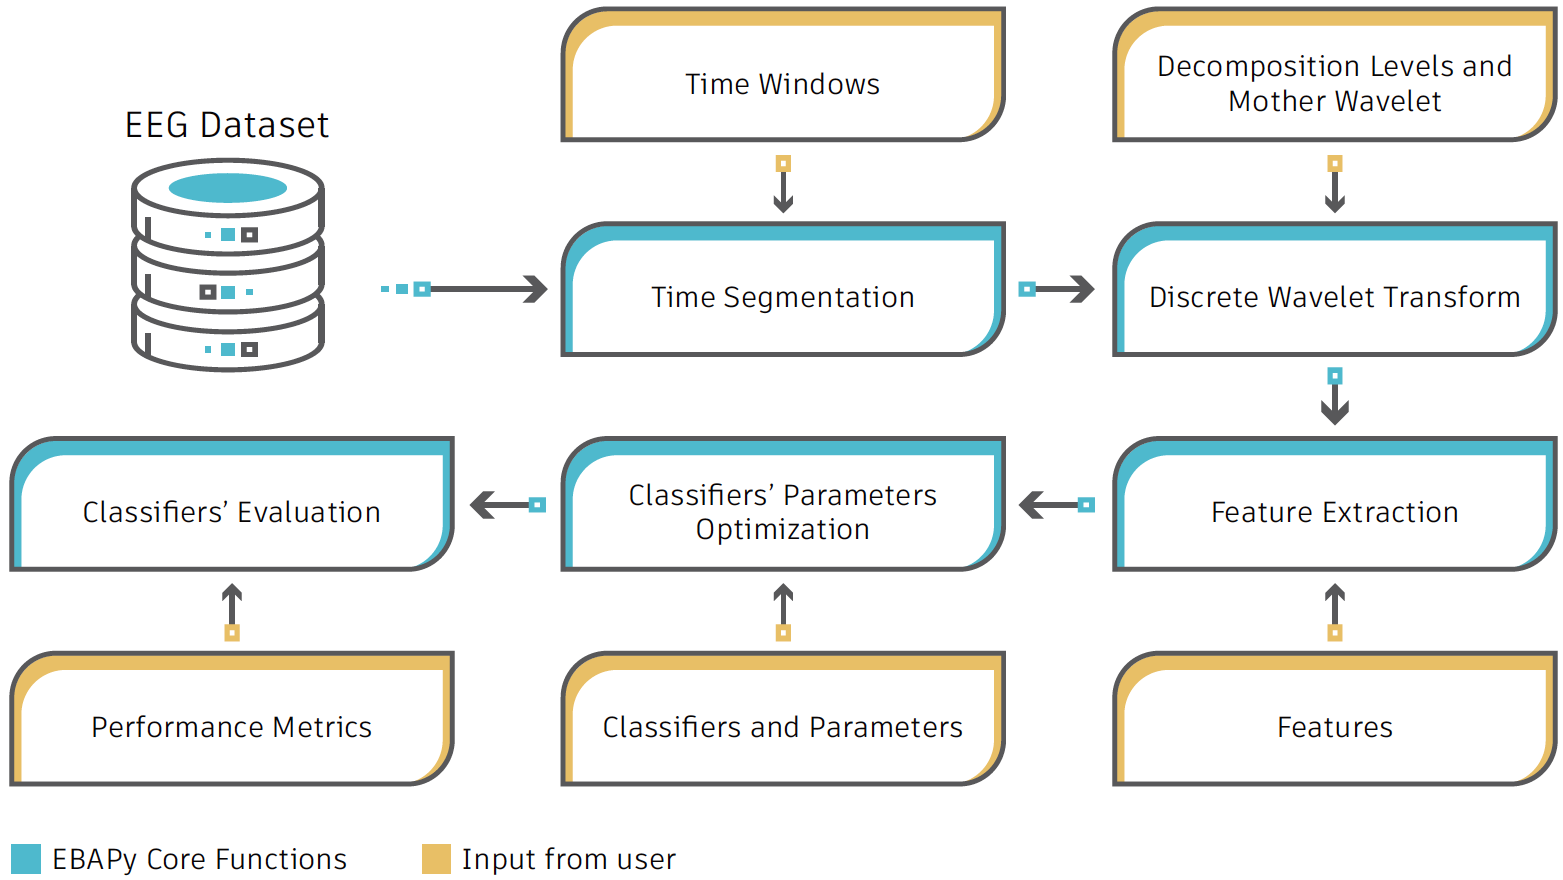 EEG Dataset
Time Windows
Decomposition Levels and
Mother Wavelet
Time Segmentation
Discrete Wavelet Transform
Classifiers’ Evaluation
Classifiers’ Parameters
Optimization
Feature Extraction
Performance Metrics
Classifiers and Parameters
Features
EBAPy Core Functions
Input from user